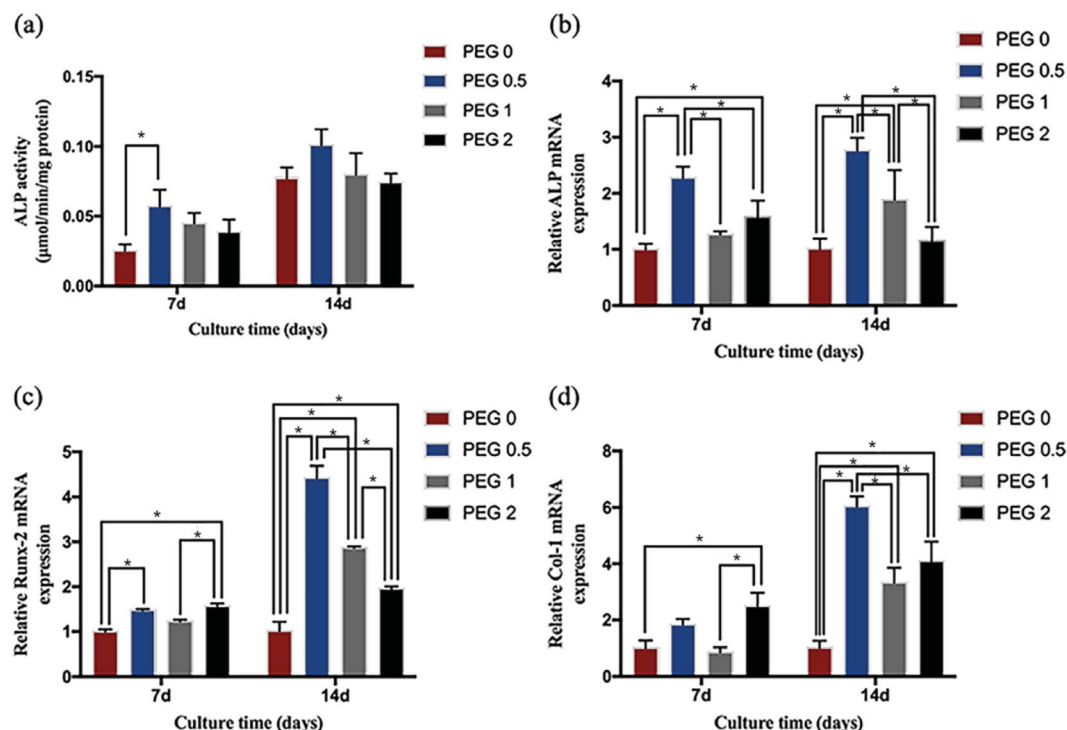 (a)
PEG 0
PEG 0.5
PEG 1
PEG 2
ALP activity
(μmol/min/mg protein)
0.15
0.10
0.05
0.00
*
7d
14d
Culture time (days)
(b)
PEG 0
PEG 0.5
PEG 1
PEG 2
Relative ALP mRNA
expression
4
3
2
1
0
*
* *
*
*
* *
* * *
7d
14d
Culture time (days)
(c)
PEG 0
PEG 0.5
PEG 1
PEG 2
Relative Runx-2 mRNA
expression
5
4
3
2
1
0
*
*
*
*
*
* *
*
*
7d
14d
Culture time (days)
(d)
PEG 0
PEG 0.5
PEG 1
PEG 2
Relative Col-1 mRNA
expression
8
6
4
2
0
*
*
*
* *
* *
7d
14d
Culture time (days)